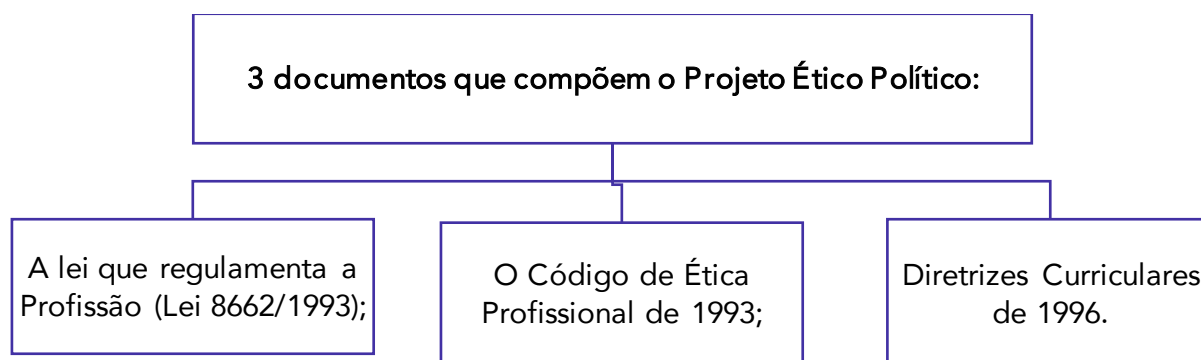 3 documentos que compõem o Projeto Ético Político:
A lei que regulamenta a
Profissão (Lei 8662/1993);
O Código de Ética
Profissional de 1993;
Diretrizes Curriculares
de 1996.